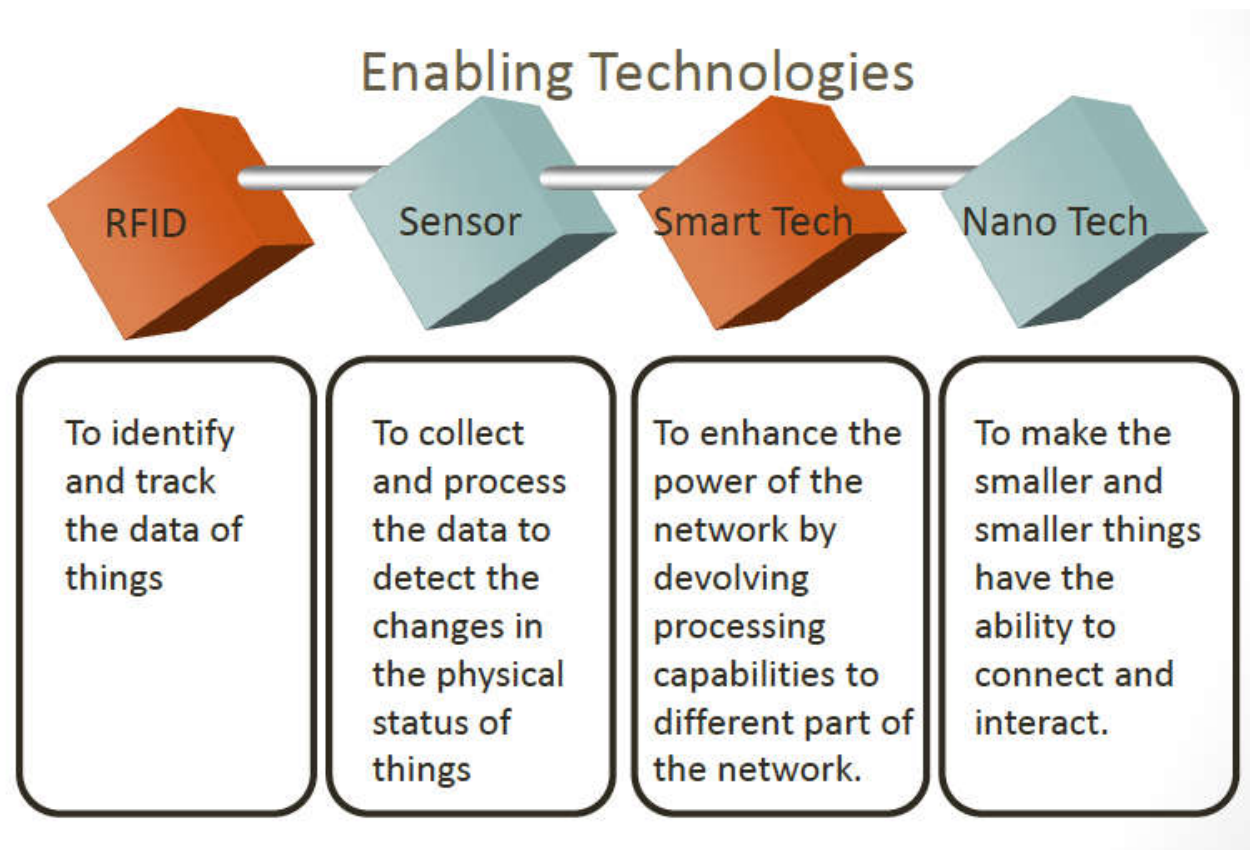 Enabling Technologies
RFID
Sensor
Smart Tech
Nano Tech
To identify
and track
the data of
things
To collect
and process
the data to
detect the
changes in
the physical
status of
things
To enhance the
power of the
network by
devolving
processing
capabilities to
different part of
the network.
To make the
smaller and
smaller things
have the
ability to
connect and
interact.